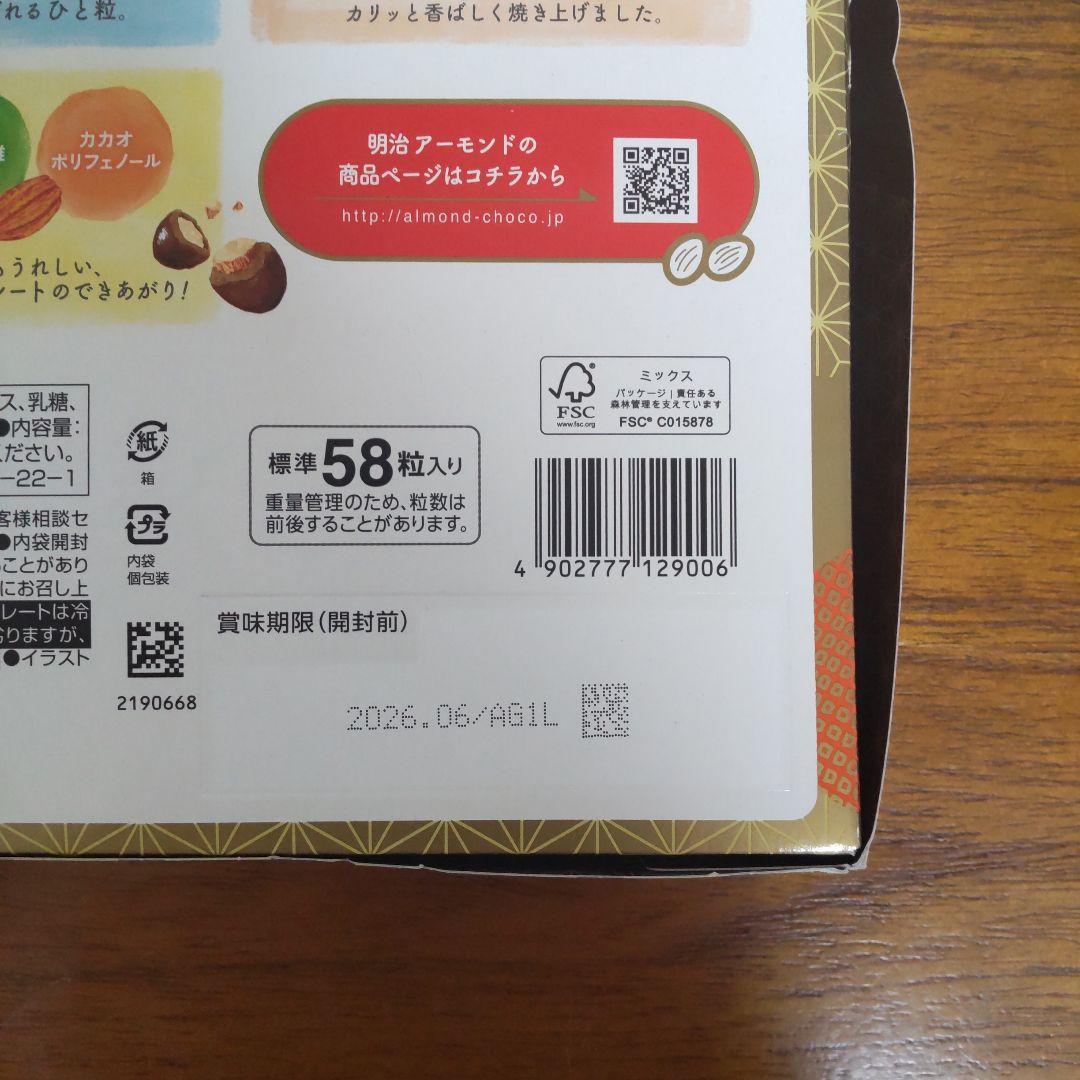 れるひと粒。
カリッと香ばしく焼き上げました。
カカオ
ポリフェノール
明治 アーモンドの
商品ページはコチラから
http://almond-choco.jp
もうれしい、
レートのできあがり!
ス、乳糖、
●内容量:
ください。
-22-1
紙
箱
プラ
内袋
個包装
標準58粒入り
重量管理のため、粒数は
前後することがあります。
FSC®
www.fsc.org
ミックス
パッケージ|責任ある
森林管理を支えています
FSC® C015878
4 902777 129006
客様相談セ
●内袋開封
ことがあり
にお召し上
レートは冷
りますが、
●イラスト
2190668
賞味期限(開封前)
2026.06/AG1L